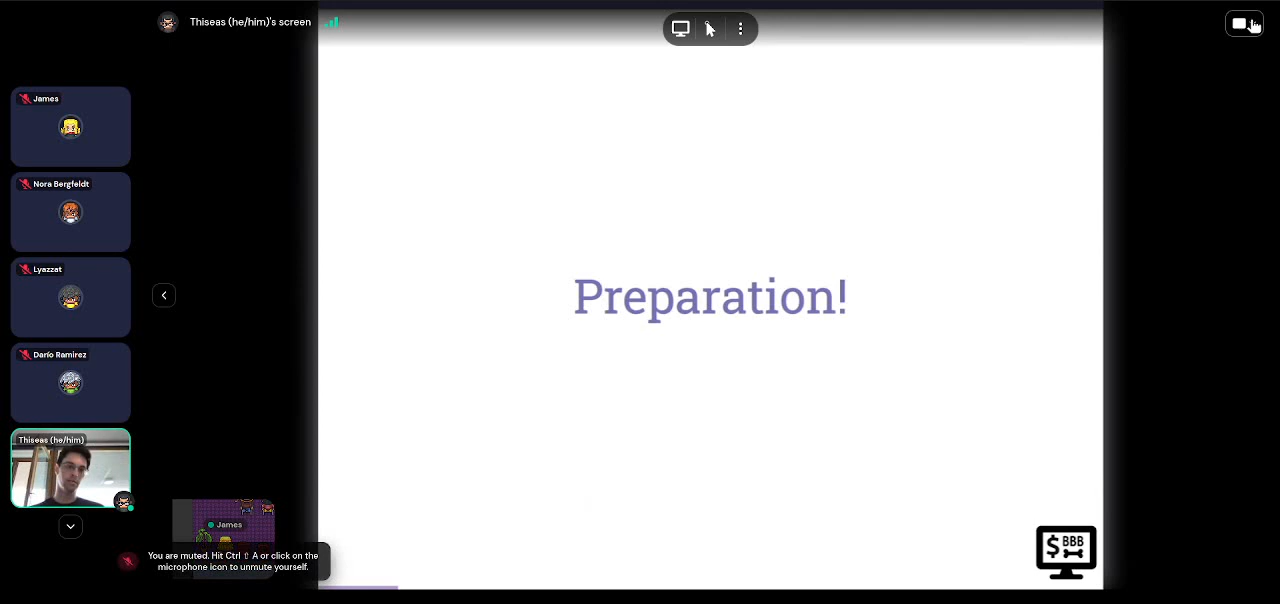 Thiseas (he/him)'s screen
James
Nora Bergfeldt
Lyazzat
Darío Ramirez
Thiseas (he/him)
Preparation!
James
You are muted. Hit Ctrl ⇧ A or click on the
microphone icon to unmute yourself.
$ BBB